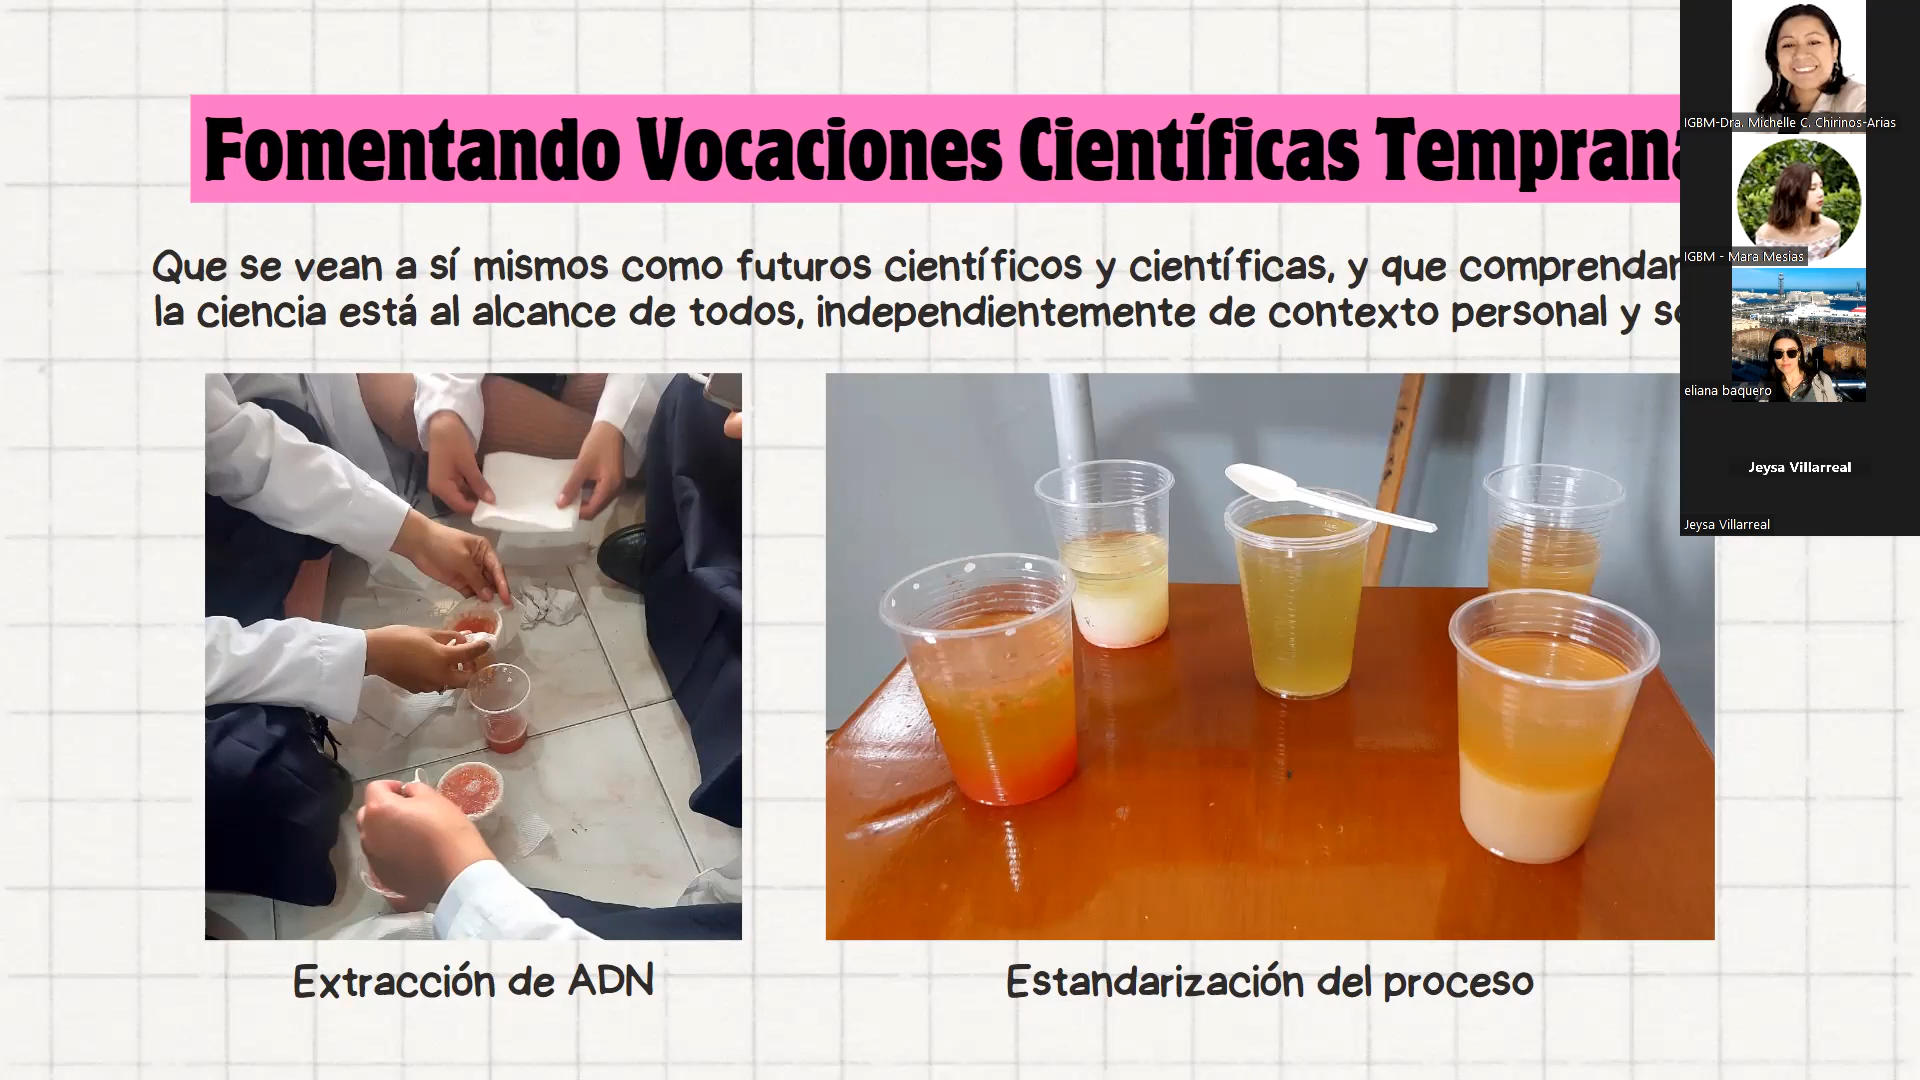 Fomentando Vocaciones Científicas
Que se vean a sí mismos como futuros científicos y científicas, y que
la ciencia está al alcance de todos, independientemente de contexto personal y
Extracción de ADN
Estandarización del proceso
IGBM-Dra. Michelle C. Chirinos-Arias
IGBM - Mara Mesias
eliana baquero
Jeysa Villarreal
Jeysa Villarreal